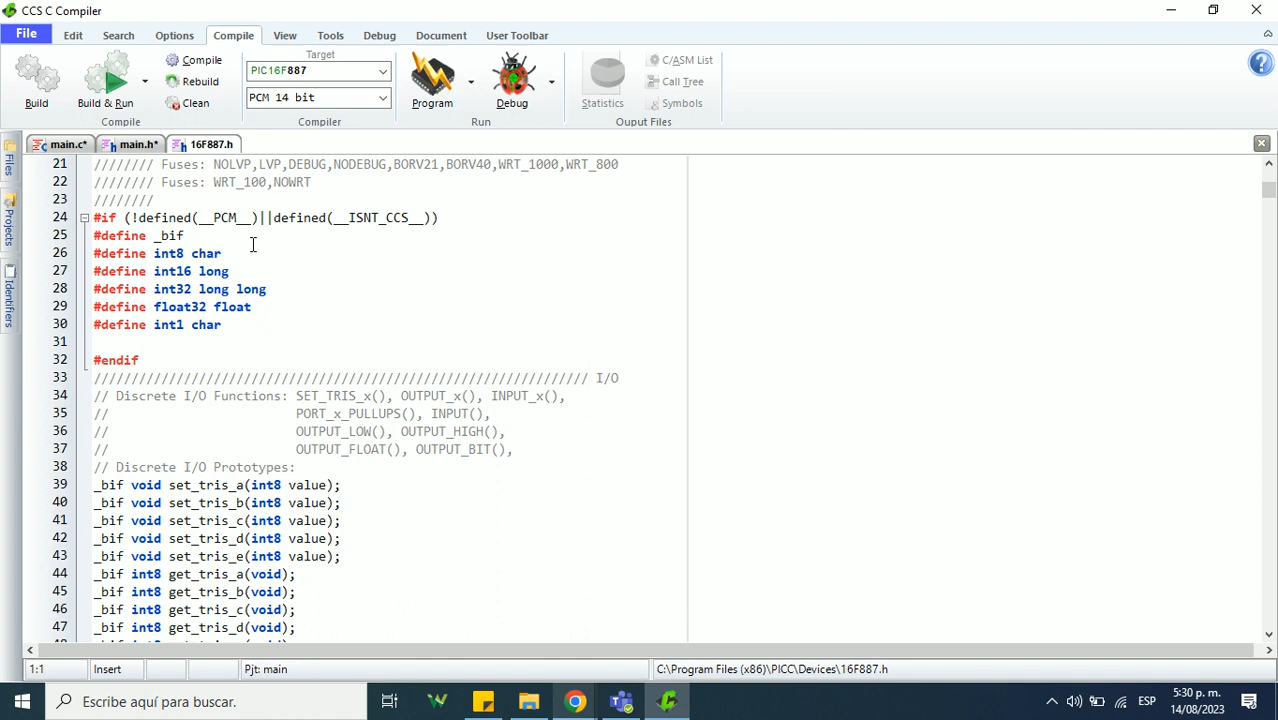 CCS C Compiler
File Edit Search Options Compile View Tools Debug Document User Toolbar
Build
Build & Run
Compile
Rebuild
Clean
Compile
Target
PIC16F887
PCM 14 bit
Compiler
Program
Debug
Run
Statistics
C/ASM List
Call Tree
Symbols
Ouput Files
main.c* main.h* 16F887.h
Files
Projects
Identifiers
21 //////// Fuses: NOLVP,LVP,DEBUG,NODEBUG,BORV21,BORV40,WRT_1000,WRT_800
22 //////// Fuses: WRT_100,NOWRT
23 ////////
24 #if (!defined(__PCM__)||defined(__ISNT_CCS__))
25 #define _bif
26 #define int8 char
27 #define int16 long
28 #define int32 long long
29 #define float32 float
30 #define int1 char
31
32 #endif
33 ////////////////////////////////////////////////////////////////// I/O
34 // Discrete I/O Functions: SET_TRIS_x(), OUTPUT_x(), INPUT_x(),
35 // PORT_x_PULLUPS(), INPUT(),
36 // OUTPUT_LOW(), OUTPUT_HIGH(),
37 // OUTPUT_FLOAT(), OUTPUT_BIT(),
38 // Discrete I/O Prototypes:
39 _bif void set_tris_a(int8 value);
40 _bif void set_tris_b(int8 value);
41 _bif void set_tris_c(int8 value);
42 _bif void set_tris_d(int8 value);
43 _bif void set_tris_e(int8 value);
44 _bif int8 get_tris_a(void);
45 _bif int8 get_tris_b(void);
46 _bif int8 get_tris_c(void);
47 _bif int8 get_tris_d(void);
1:1 Insert Pjt: main C:\Program Files (x86)\PICC\Devices\16F887.h
Escribe aquí para buscar.
ESP
5:30 p. m.
14/08/2023